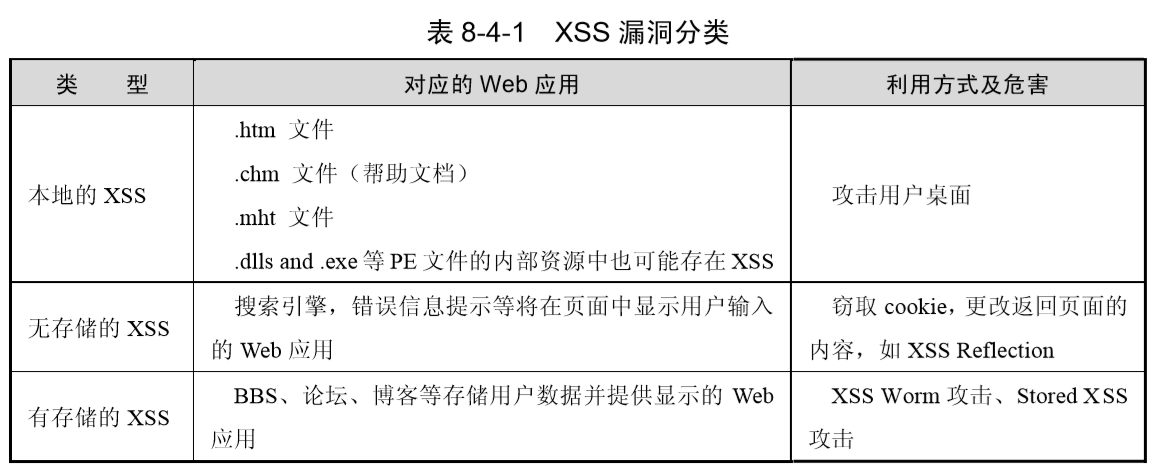 表 8-4-1 XSS 漏洞分类
类 型 对应的 Web 应用 利用方式及危害
本地的 XSS
.htm 文件
.chm 文件（帮助文档）
.mht 文件
.dlls and .exe 等 PE 文件的内部资源中也可能存在 XSS
攻击用户桌面
无存储的 XSS
搜索引擎，错误信息提示等将在页面中显示用户输入
的 Web 应用
窃取 cookie，更改返回页面的
内容，如 XSS Reflection
有存储的 XSS
BBS、论坛、博客等存储用户数据并提供显示的 Web
应用
XSS Worm 攻击、Stored XSS
攻击